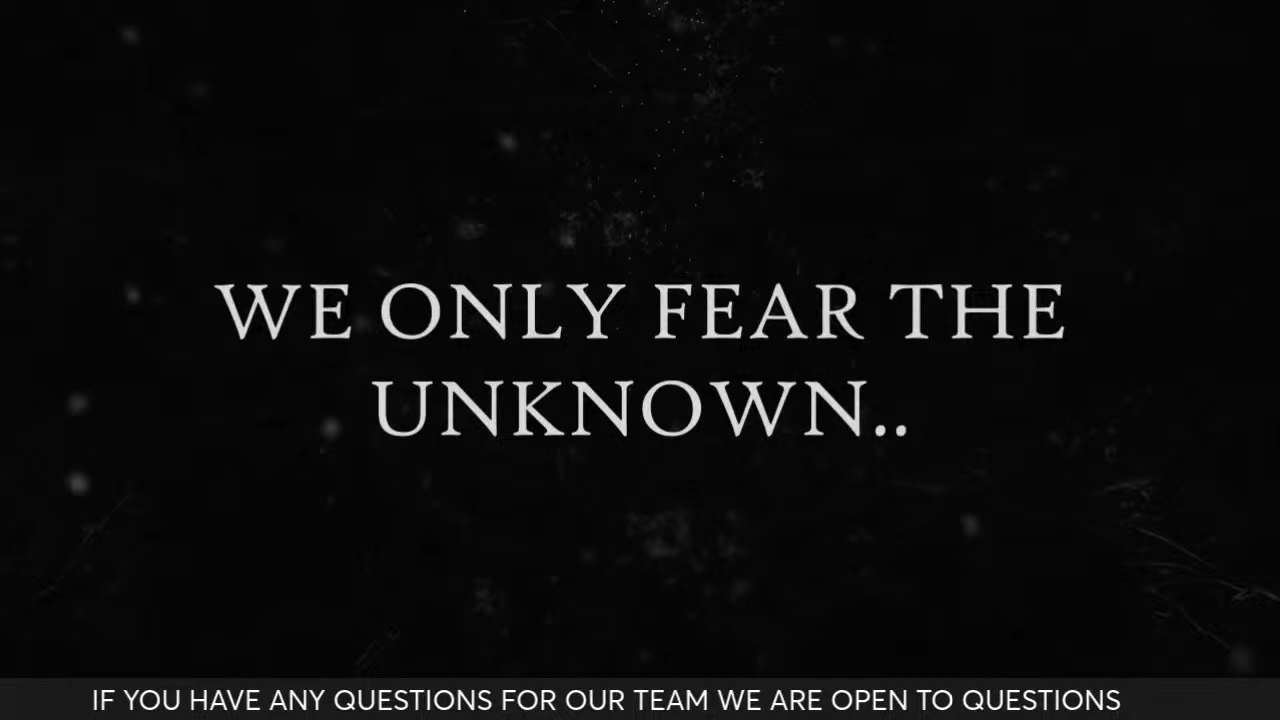 WE ONLY FEAR THE
UNKNOWN..
IF YOU HAVE ANY QUESTIONS FOR OUR TEAM WE ARE OPEN TO QUESTIONS